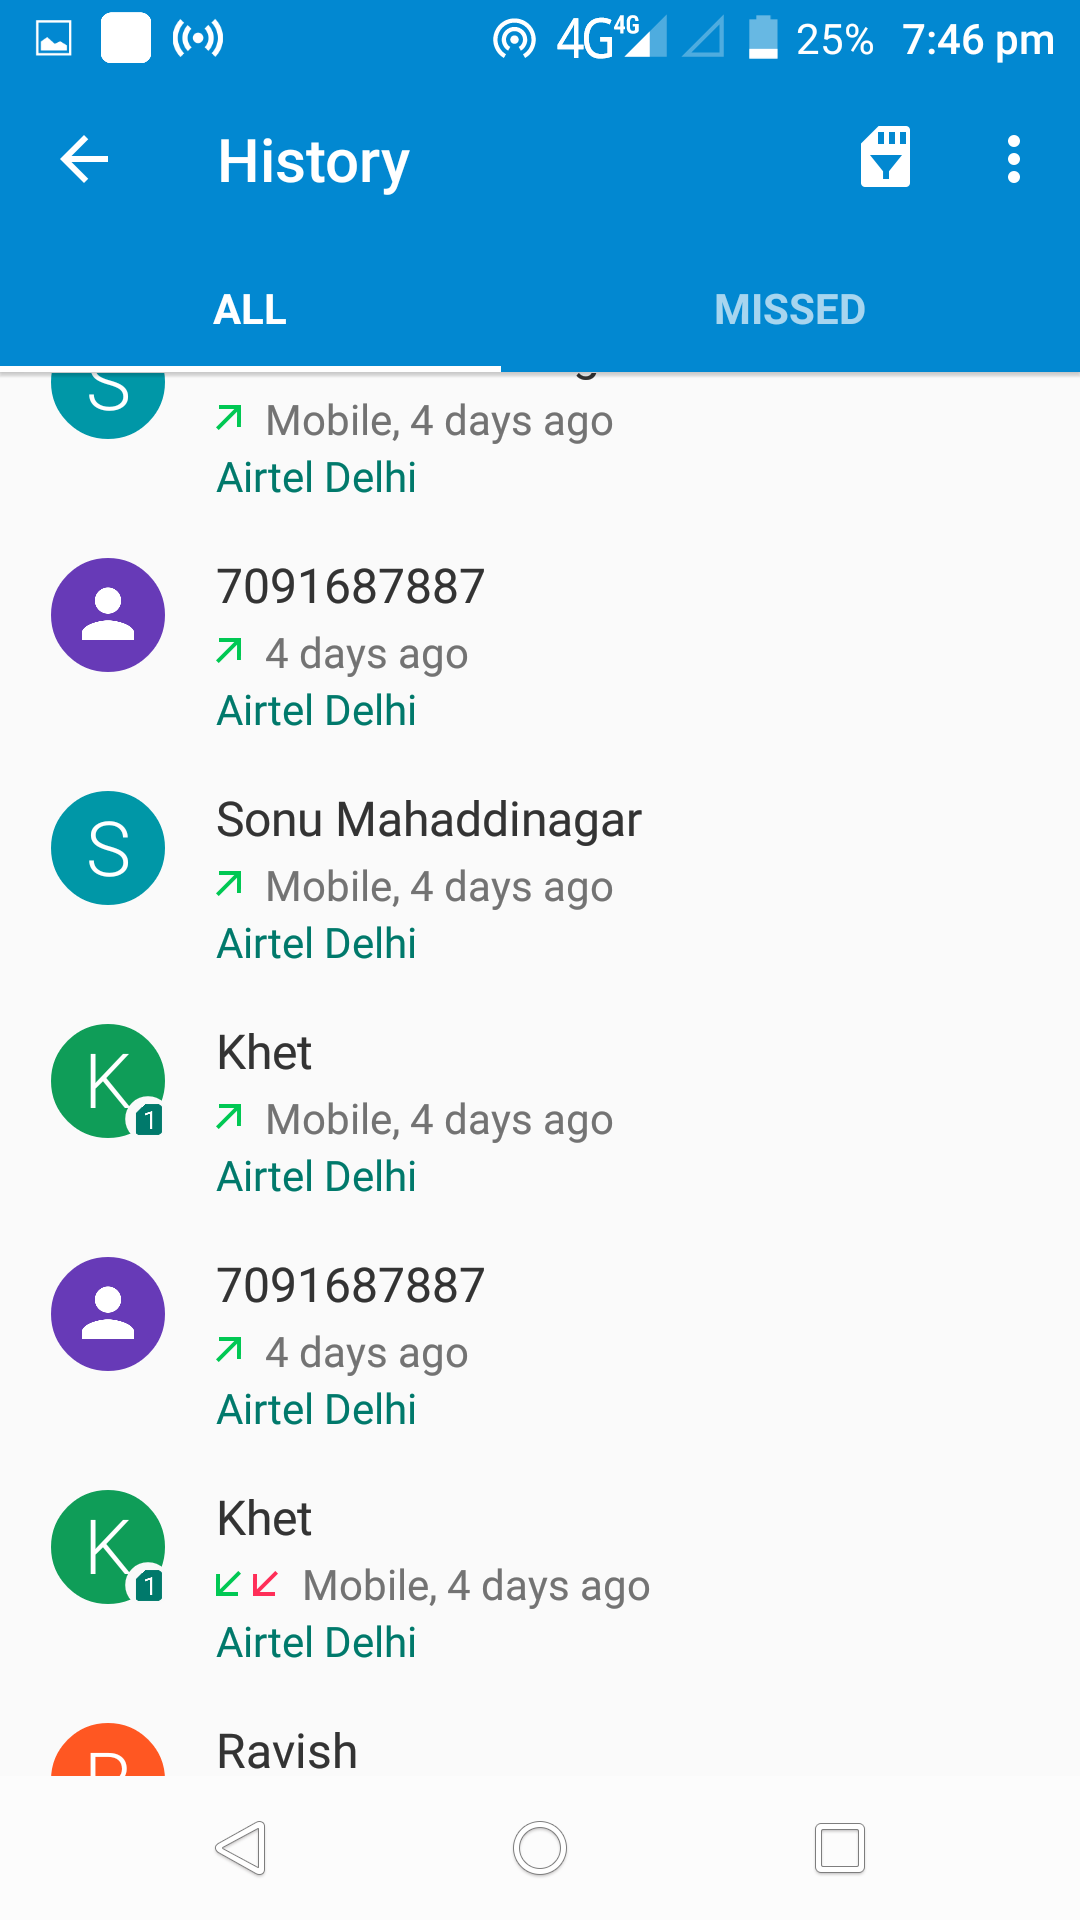 4G 4G 25% 7:46 pm
History
ALL MISSED
S
Mobile, 4 days ago
Airtel Delhi
7091687887
4 days ago
Airtel Delhi
S Sonu Mahaddinagar
Mobile, 4 days ago
Airtel Delhi
K 1 Khet
Mobile, 4 days ago
Airtel Delhi
7091687887
4 days ago
Airtel Delhi
K 1 Khet
Mobile, 4 days ago
Airtel Delhi
R Ravish